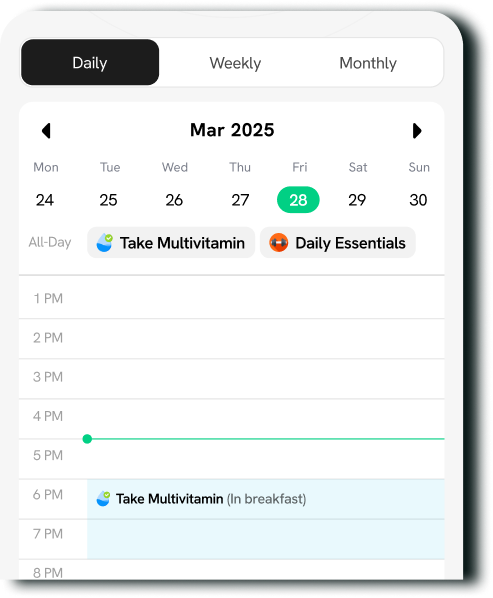 Daily Weekly Monthly
Mar 2025
Mon Tue Wed Thu Fri Sat Sun
24 25 26 27 28 29 30
All-Day Take Multivitamin Daily Essentials
1 PM
2 PM
3 PM
4 PM
5 PM
6 PM Take Multivitamin (In breakfast)
7 PM
8 PM